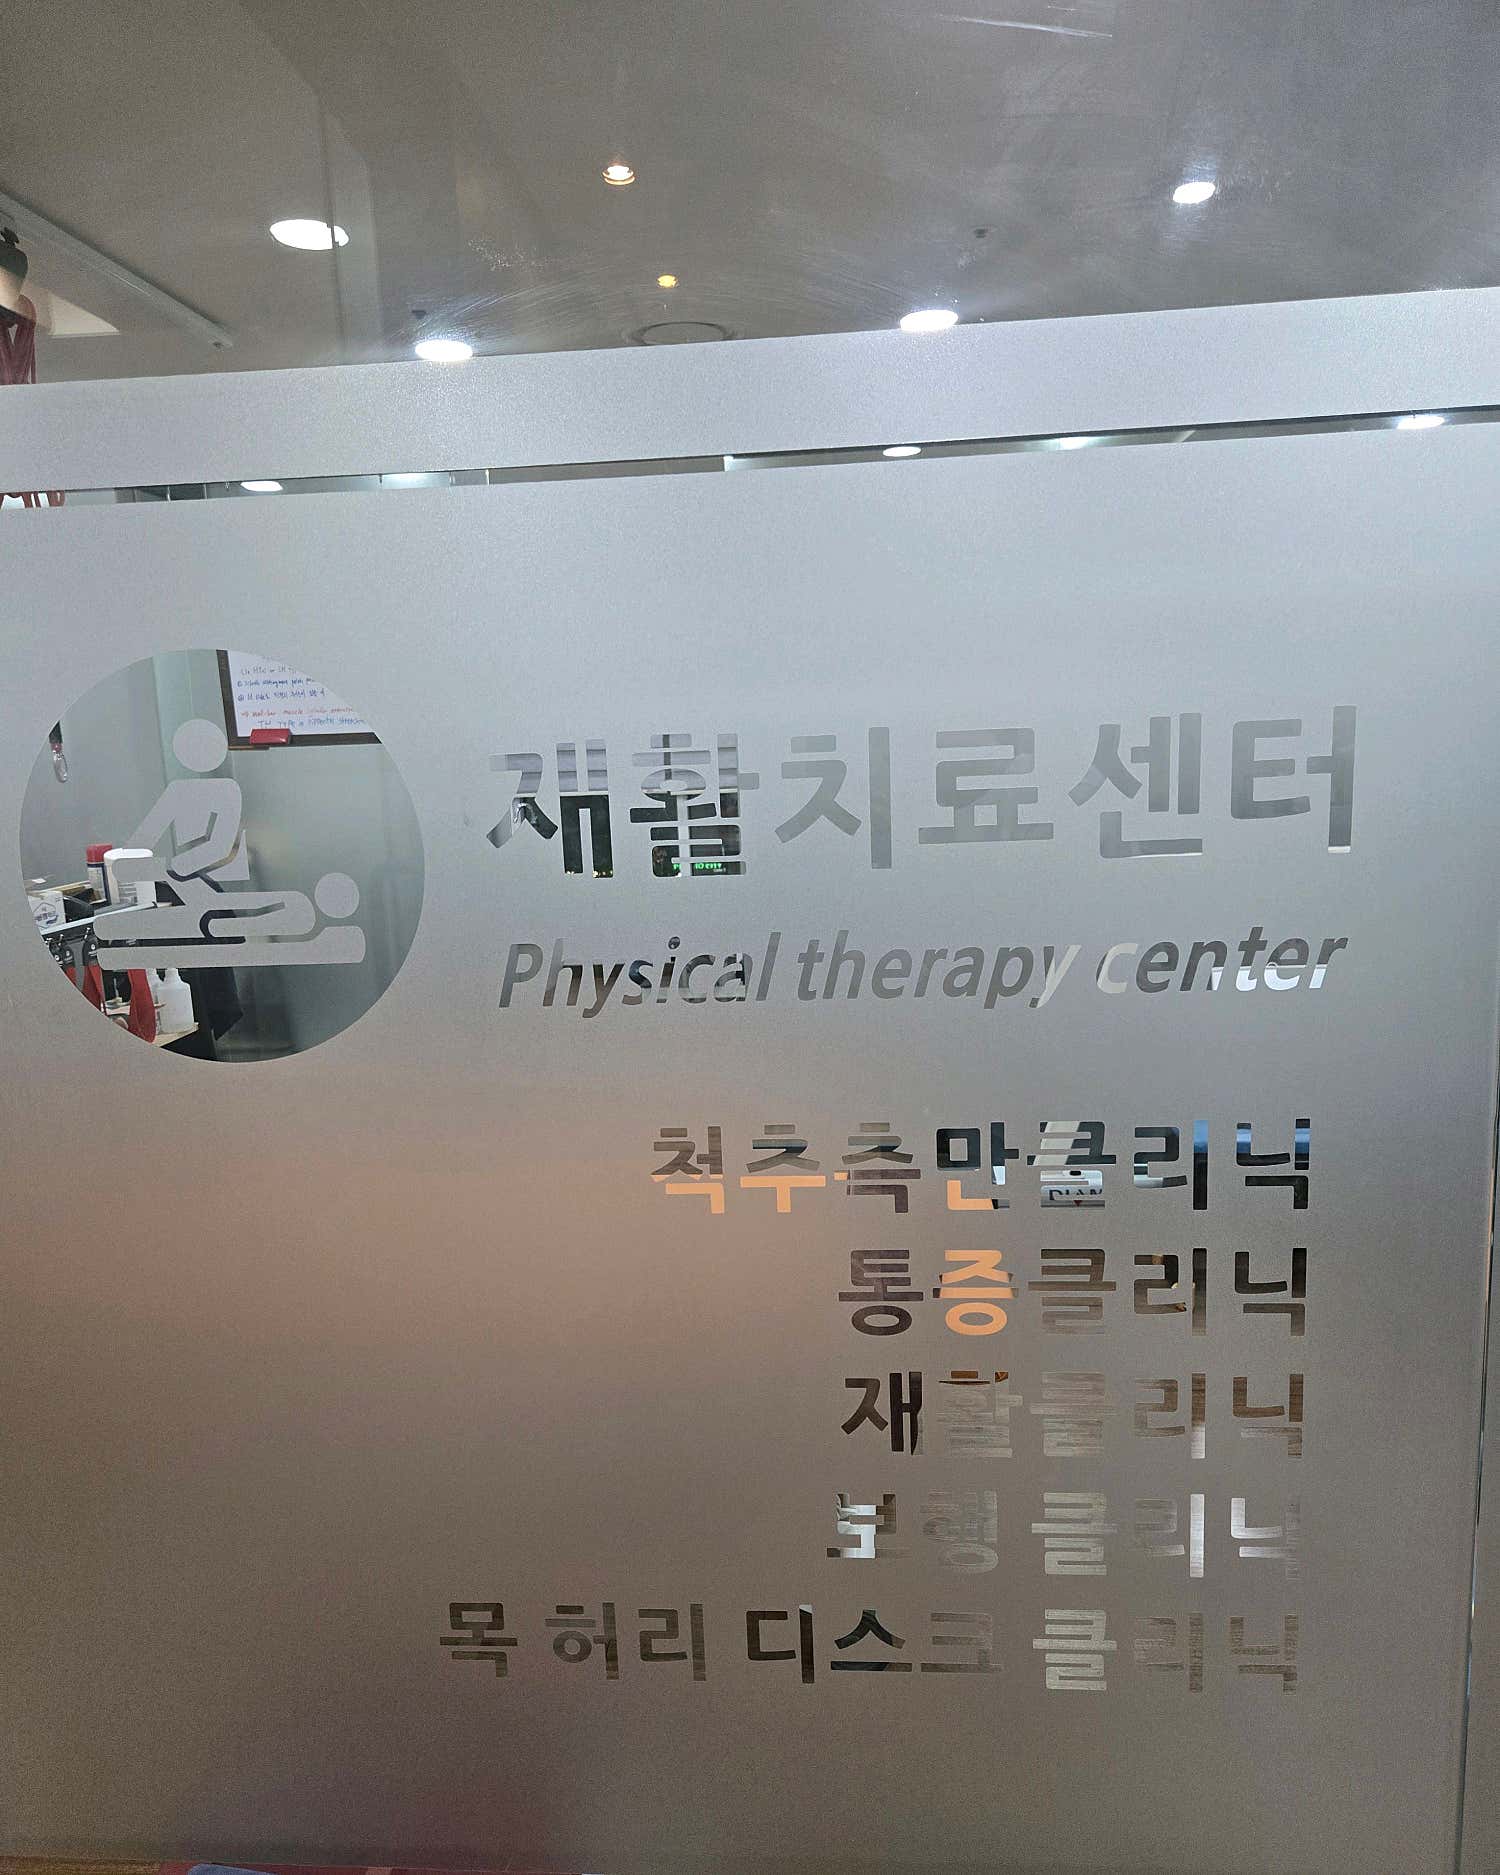 재활치료센터
Physical therapy center
척추측만클리닉
통증클리닉
재활클리닉
보행 클리닉
목 허리 디스크 클리닉